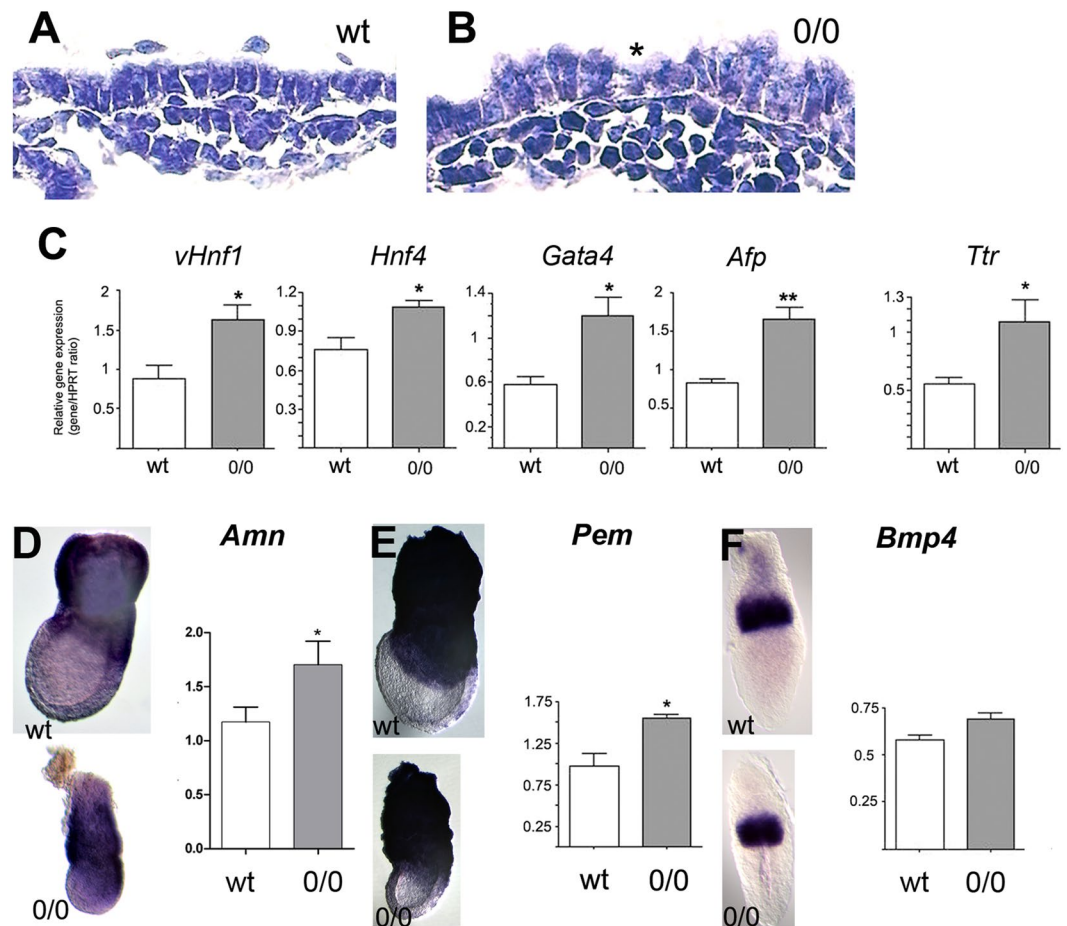 A wt
B * 0/0
C
vHnf1 Hnf4 Gata4 Afp Ttr
Relative gene expression
(gene/HPRT ratio)
2 1.5 1 0.5
*
wt 0/0
1.2 0.9 0.6 0.3
*
wt 0/0
1.4 1 0.6 0.2
*
wt 0/0
2 1.5 1 0.5
**
wt 0/0
1.3 0.5
*
wt 0/0
D Amn
wt
0/0
2.0 1.5 1.0 0.5 0.0
*
wt 0/0
E Pem
wt
0/0
1.75 1.25 0.75 0.25
*
wt 0/0
F Bmp4
wt
0/0
0.75 0.5 0.25
wt 0/0